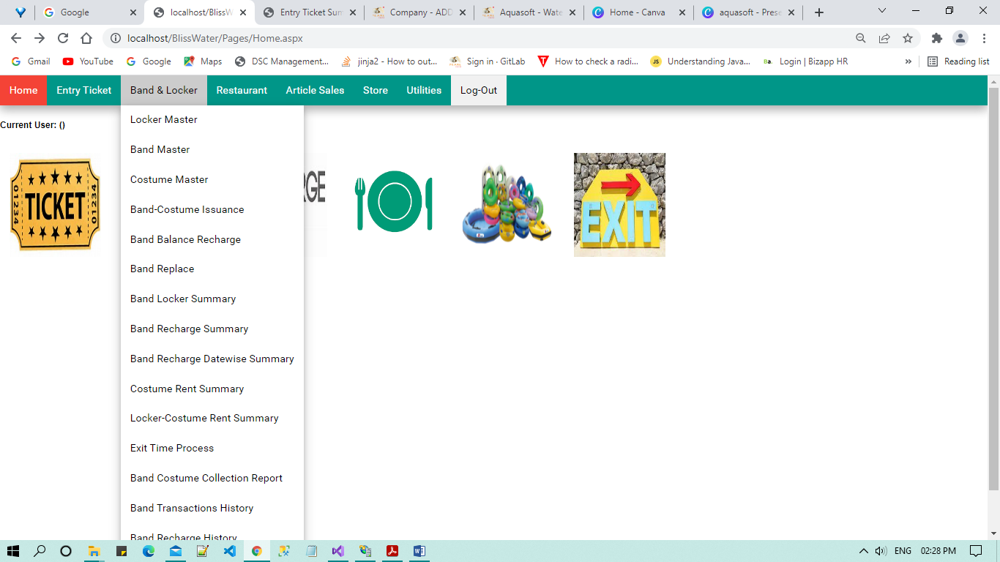 Google
localhost/BlissW
Entry Ticket Sum
Company - ADD
Aquasoft - Wate
Home - Canva
aquasoft - Prese
localhost/BlissWater/Pages/Home.aspx
Gmail
YouTube
Google
Maps
DSC Management...
jinja2 - How to out...
Sign in · GitLab
How to check a radi...
JS
Understanding Java...
Ba.
Login | Bizapp HR
»
Reading list
Home
Entry Ticket
Band & Locker
Restaurant
Article Sales
Store
Utilities
Log-Out
Current User: ()
Locker Master
Band Master
Costume Master
Band-Costume Issuance
Band Balance Recharge
Band Replace
Band Locker Summary
Band Recharge Summary
Band Recharge Datewise Summary
Costume Rent Summary
Locker-Costume Rent Summary
Exit Time Process
Band Costume Collection Report
Band Transactions History
Band Recharge History
01234
TICKET
01234
RGE
EXIT
ENG
02:28 PM